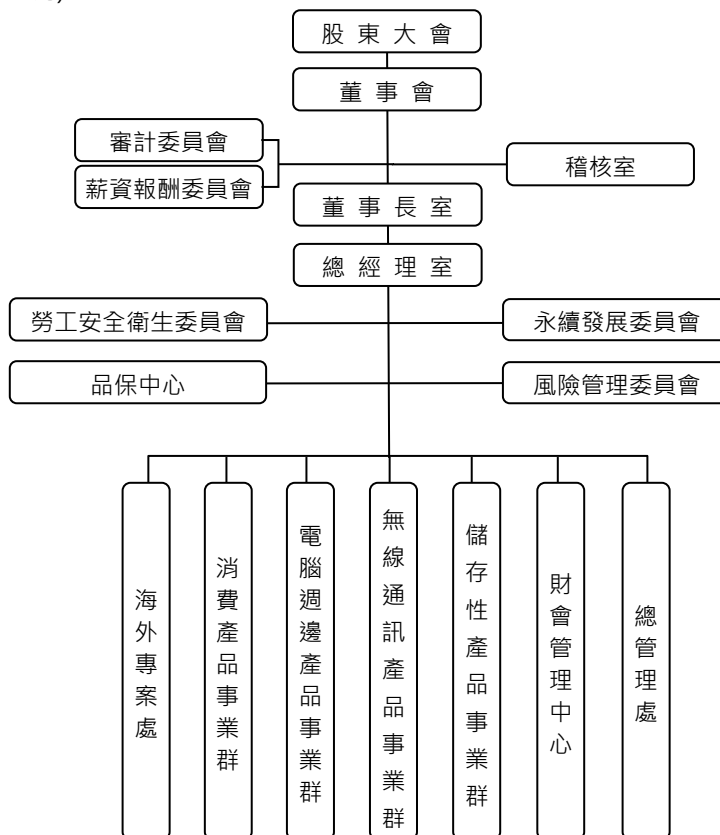 股東大會
董事會
審計委員會
稽核室
薪資報酬委員會
董事長室
總經理室
勞工安全衛生委員會
永續發展委員會
品保中心
風險管理委員會
海外專案處
消費產品事業群
電腦週邊產品事業群
無線通訊產品事業群
儲存性產品事業群
財會管理中心
總管理處